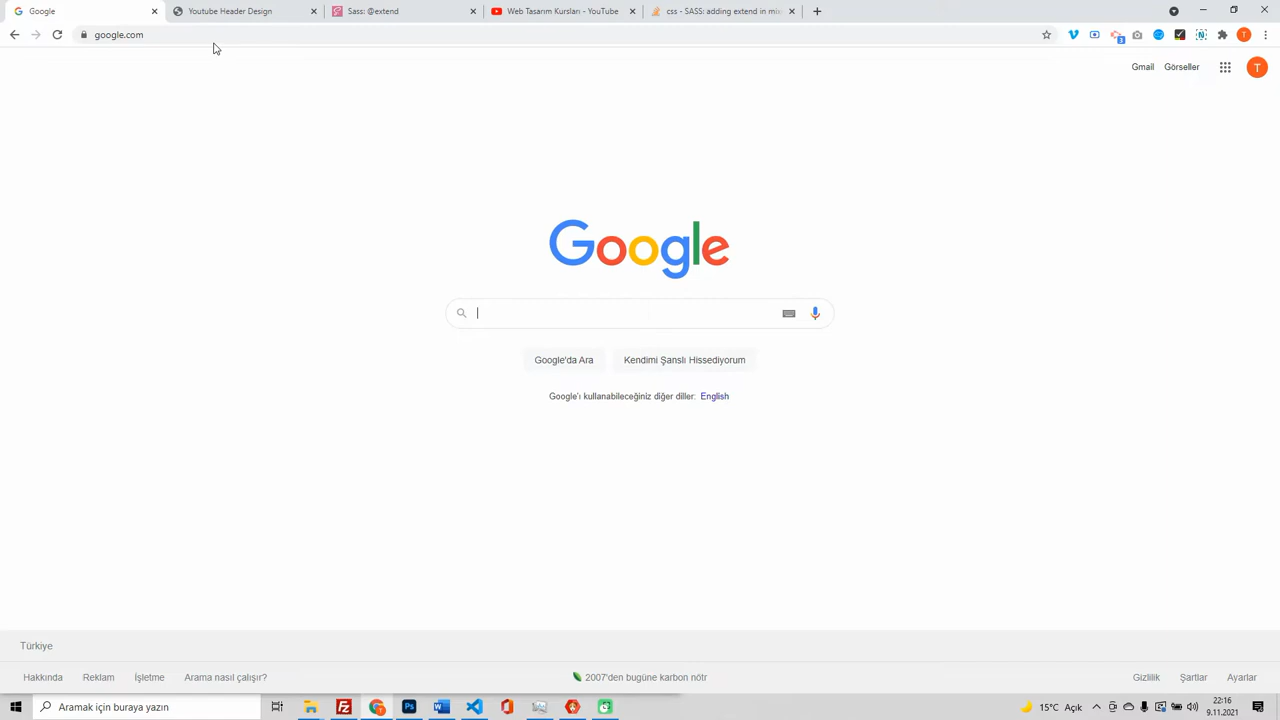 Google
Youtube Header Design
Sass: @extend
Web Tasarım Kursları - YouTube
css - SASS: adding extend in mix
google.com
3
T
Gmail
Görseller
T
Google
Google'da Ara
Kendimi Şanslı Hissediyorum
Google'ı kullanabileceğiniz diğer diller: English
Türkiye
Hakkında
Reklam
İşletme
Arama nasıl çalışır?
2007'den bugüne karbon nötr
Gizlilik
Şartlar
Ayarlar
Aramak için buraya yazın
15°C Açık
22:16
9.11.2021